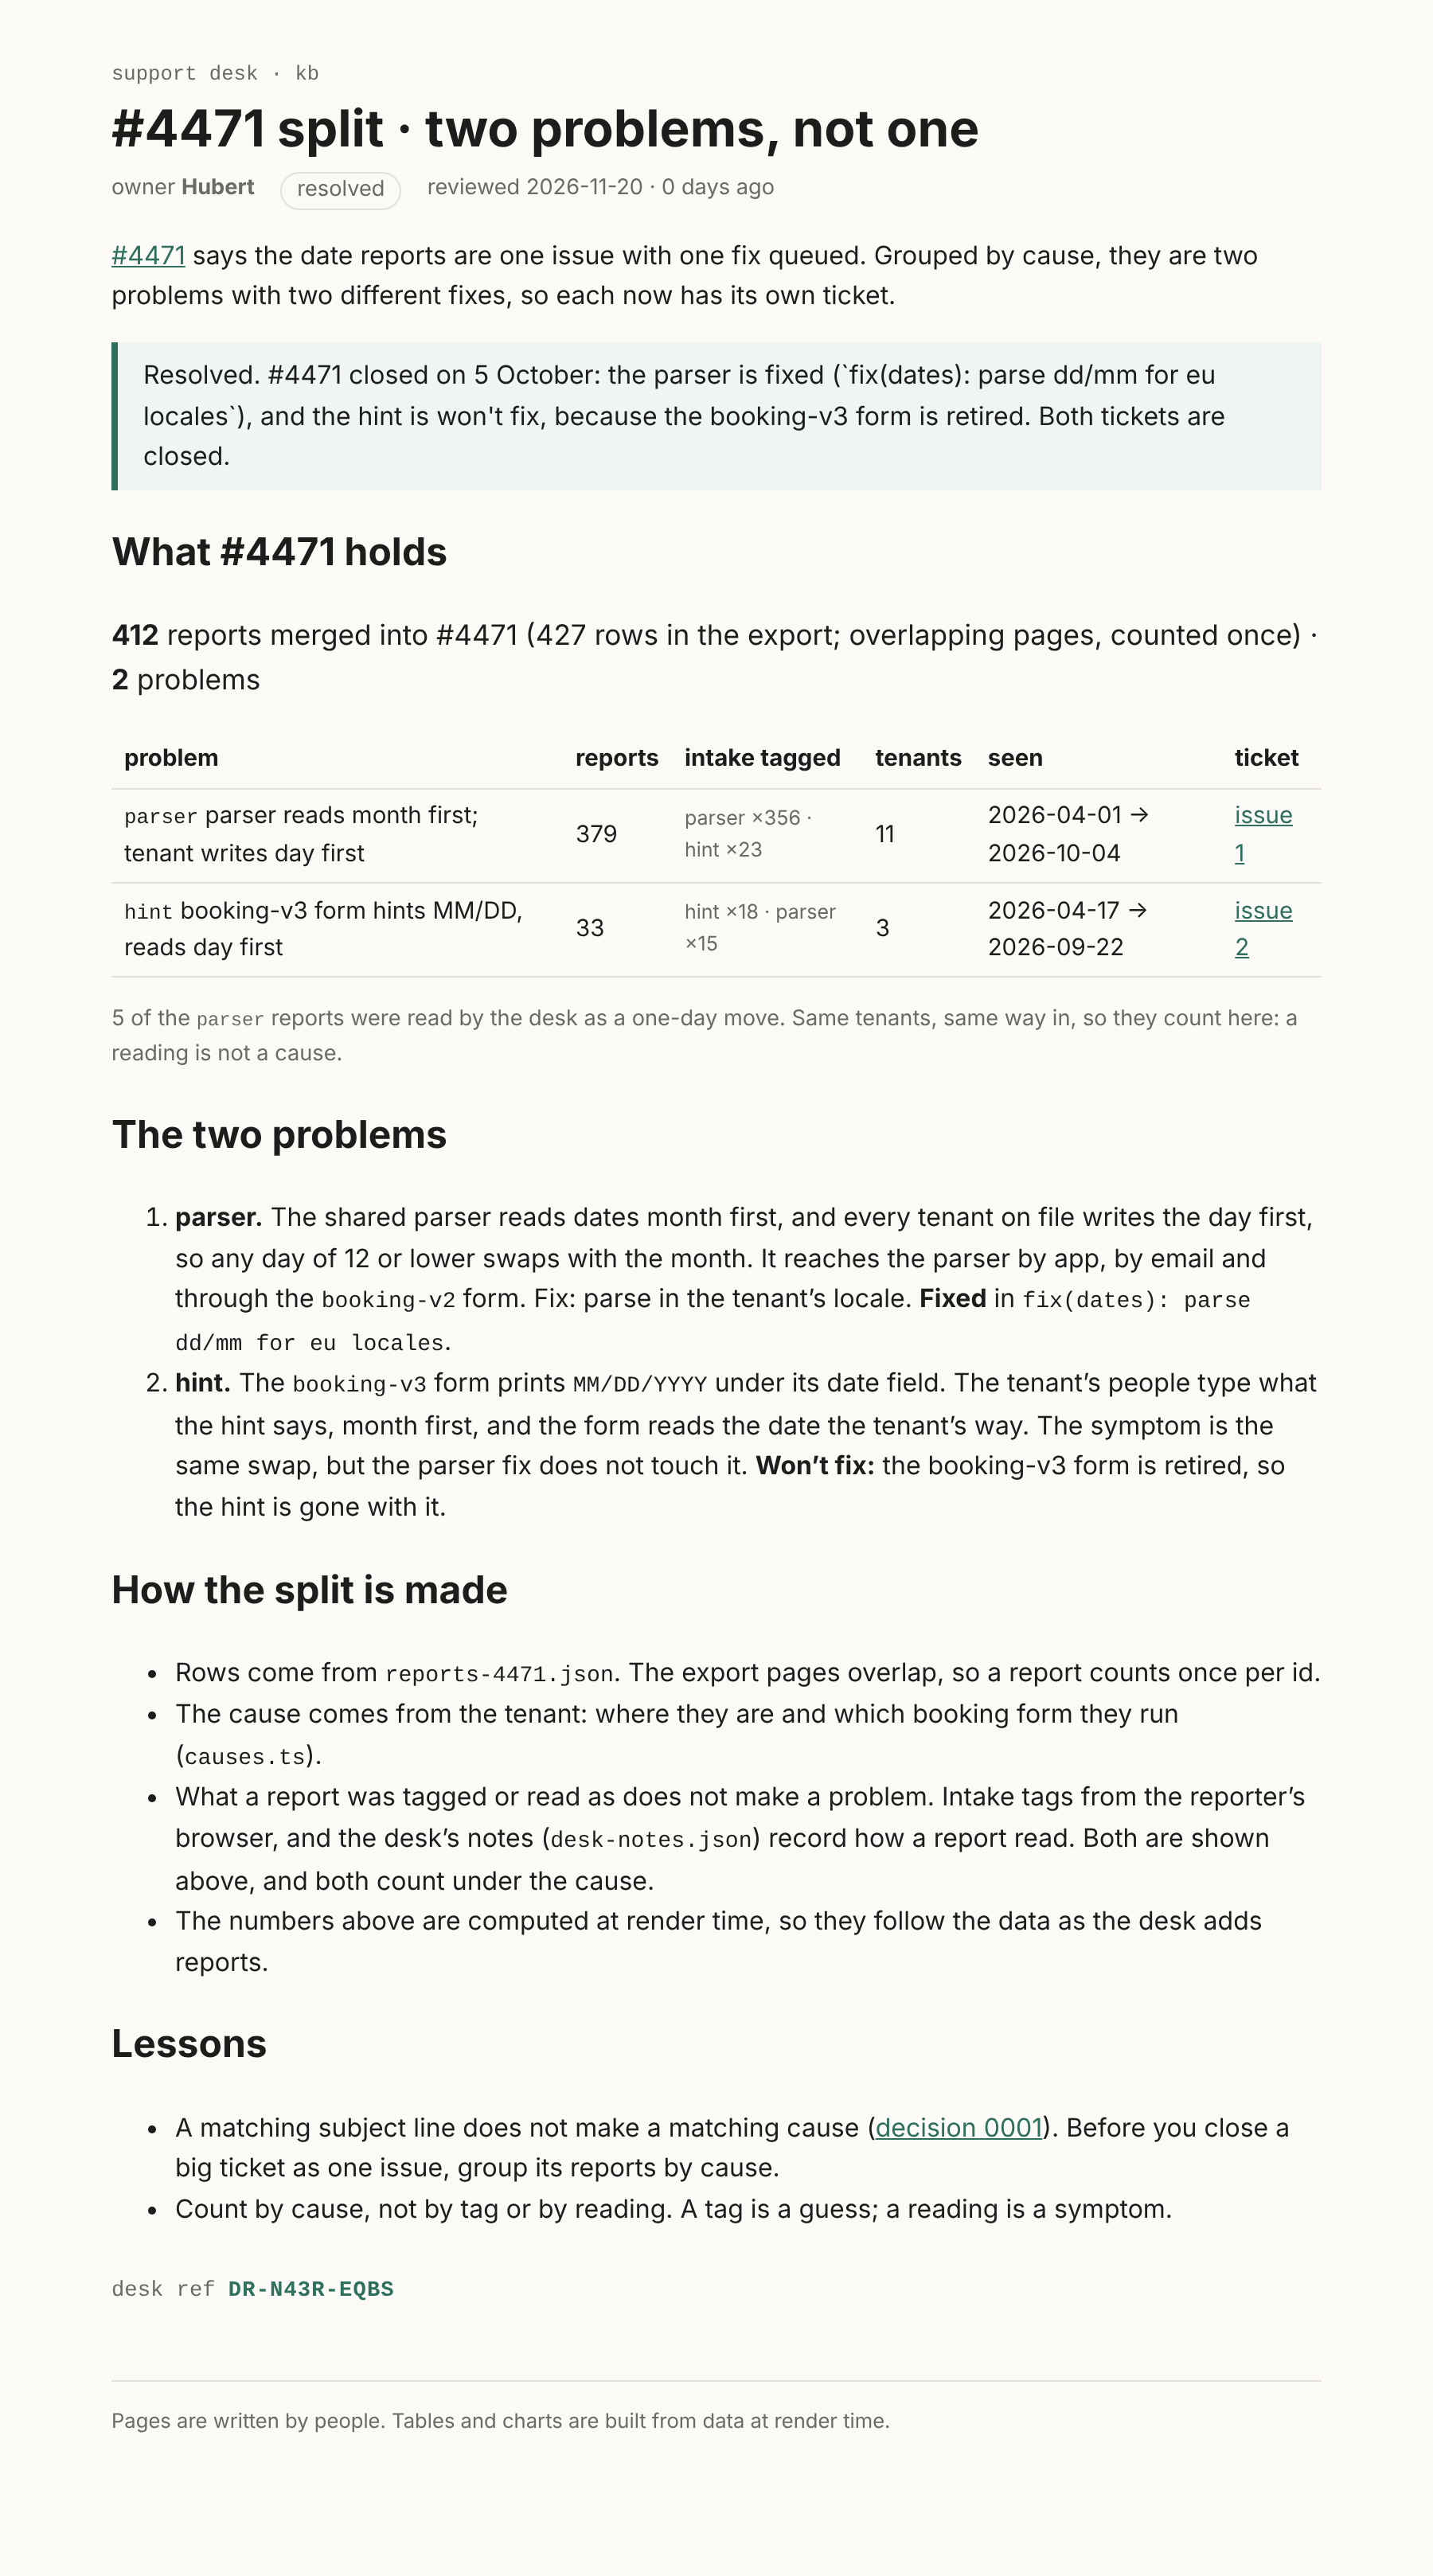 support desk · kb
#4471 split · two problems, not one
owner Hubert resolved reviewed 2026-11-20 · 0 days ago
#4471 says the date reports are one issue with one fix queued. Grouped by cause, they are two
problems with two different fixes, so each now has its own ticket.
Resolved. #4471 closed on 5 October: the parser is fixed (`fix(dates): parse dd/mm for eu
locales`), and the hint is won't fix, because the booking-v3 form is retired. Both tickets are
closed.
What #4471 holds
412 reports merged into #4471 (427 rows in the export; overlapping pages, counted once) ·
2 problems
problem reports intake tagged tenants seen ticket
parser parser reads month first; 379 parser ×356 · 11 2026-04-01 → issue
tenant writes day first hint ×23 2026-10-04 1
hint booking-v3 form hints MM/DD, 33 hint ×18 · parser 3 2026-04-17 → issue
reads day first ×15 2026-09-22 2
5 of the parser reports were read by the desk as a one-day move. Same tenants, same way in, so they count here: a
reading is not a cause.
The two problems
1. parser. The shared parser reads dates month first, and every tenant on file writes the day first,
so any day of 12 or lower swaps with the month. It reaches the parser by app, by email and
through the booking-v2 form. Fix: parse in the tenant’s locale. Fixed in fix(dates): parse
dd/mm for eu locales.
2. hint. The booking-v3 form prints MM/DD/YYYY under its date field. The tenant’s people type what
the hint says, month first, and the form reads the date the tenant’s way. The symptom is the
same swap, but the parser fix does not touch it. Won’t fix: the booking-v3 form is retired, so
the hint is gone with it.
How the split is made
• Rows come from reports-4471.json. The export pages overlap, so a report counts once per id.
• The cause comes from the tenant: where they are and which booking form they run
(causes.ts).
• What a report was tagged or read as does not make a problem. Intake tags from the reporter’s
browser, and the desk’s notes (desk-notes.json) record how a report read. Both are shown
above, and both count under the cause.
• The numbers above are computed at render time, so they follow the data as the desk adds
reports.
Lessons
• A matching subject line does not make a matching cause (decision 0001). Before you close a
big ticket as one issue, group its reports by cause.
• Count by cause, not by tag or by reading. A tag is a guess; a reading is a symptom.
desk ref DR-N43R-EQBS
Pages are written by people. Tables and charts are built from data at render time.